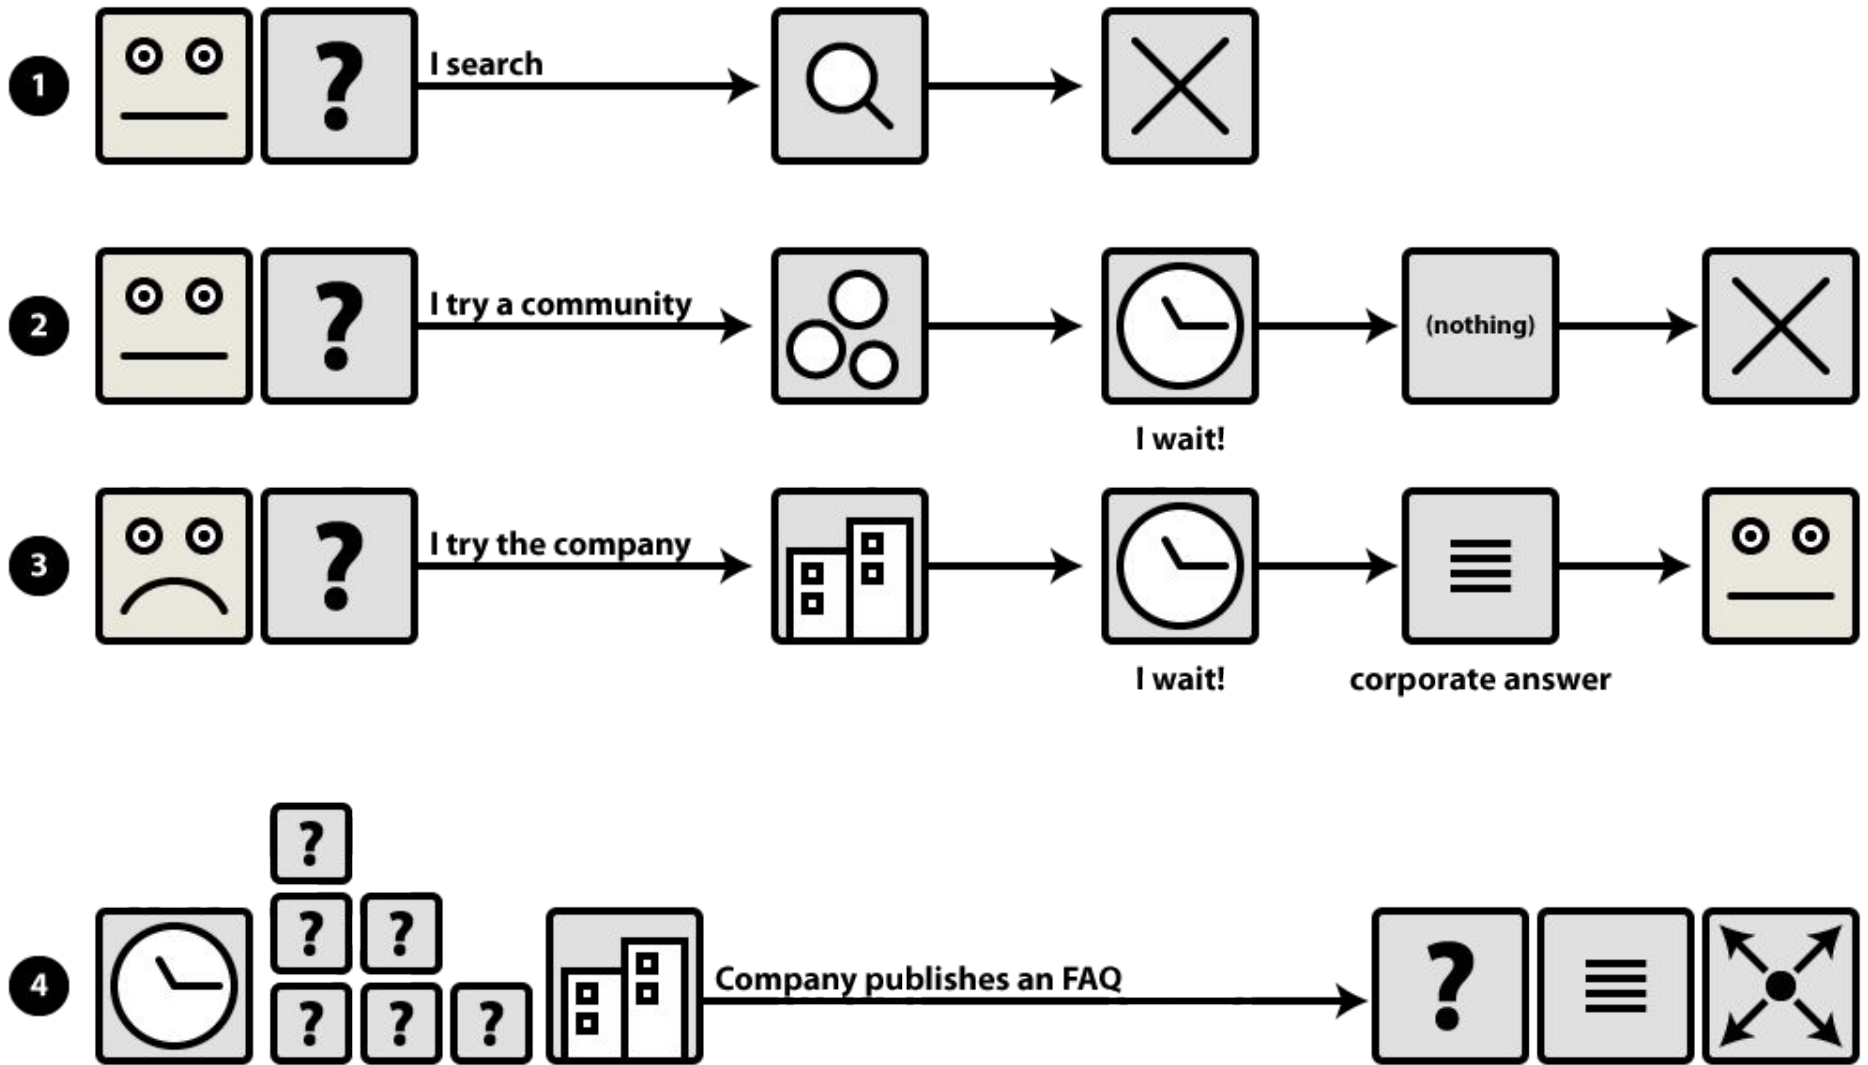 1
?
I search
2
?
I try a community
(nothing)
I wait!
3
?
I try the company
I wait!
corporate answer
4
?
? ?
? ? ?
Company publishes an FAQ
?